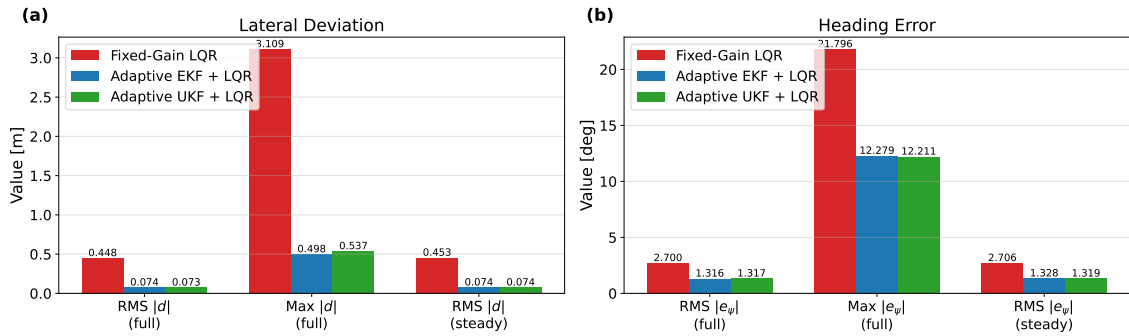 (a)
Lateral Deviation
Value [m]
3.0
2.5
2.0
1.5
1.0
0.5
0.0
Fixed-Gain LQR
Adaptive EKF + LQR
Adaptive UKF + LQR
0.448
0.074
0.073
3.109
0.498
0.537
0.453
0.074
0.074
RMS |d|
(full)
Max |d|
(full)
RMS |d|
(steady)
(b)
Heading Error
Value [deg]
20
15
10
5
0
Fixed-Gain LQR
Adaptive EKF + LQR
Adaptive UKF + LQR
2.700
1.316
1.317
21.796
12.279
12.211
2.706
1.328
1.319
RMS |eψ|
(full)
Max |eψ|
(full)
RMS |eψ|
(steady)